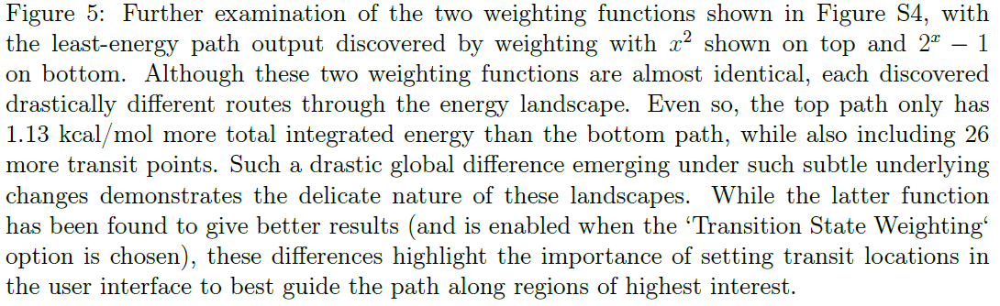 Figure 5: Further examination of the two weighting functions shown in Figure S4, with
the least-energy path output discovered by weighting with x² shown on top and 2ˣ − 1
on bottom. Although these two weighting functions are almost identical, each discovered
drastically different routes through the energy landscape. Even so, the top path only has
1.13 kcal/mol more total integrated energy than the bottom path, while also including 26
more transit points. Such a drastic global difference emerging under such subtle underlying
changes demonstrates the delicate nature of these landscapes. While the latter function
has been found to give better results (and is enabled when the ‘Transition State Weighting‘
option is chosen), these differences highlight the importance of setting transit locations in
the user interface to best guide the path along regions of highest interest.